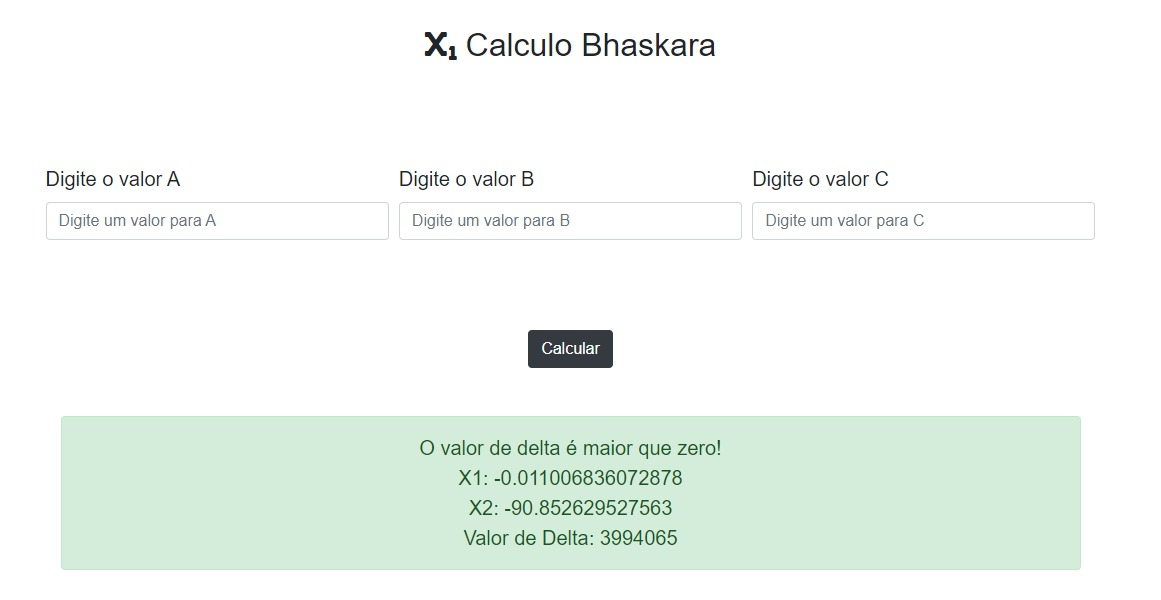 X₁ Calculo Bhaskara
Digite o valor A
Digite o valor B
Digite o valor C
Digite um valor para A
Digite um valor para B
Digite um valor para C
Calcular
O valor de delta é maior que zero!
X1: -0.011006836072878
X2: -90.852629527563
Valor de Delta: 3994065